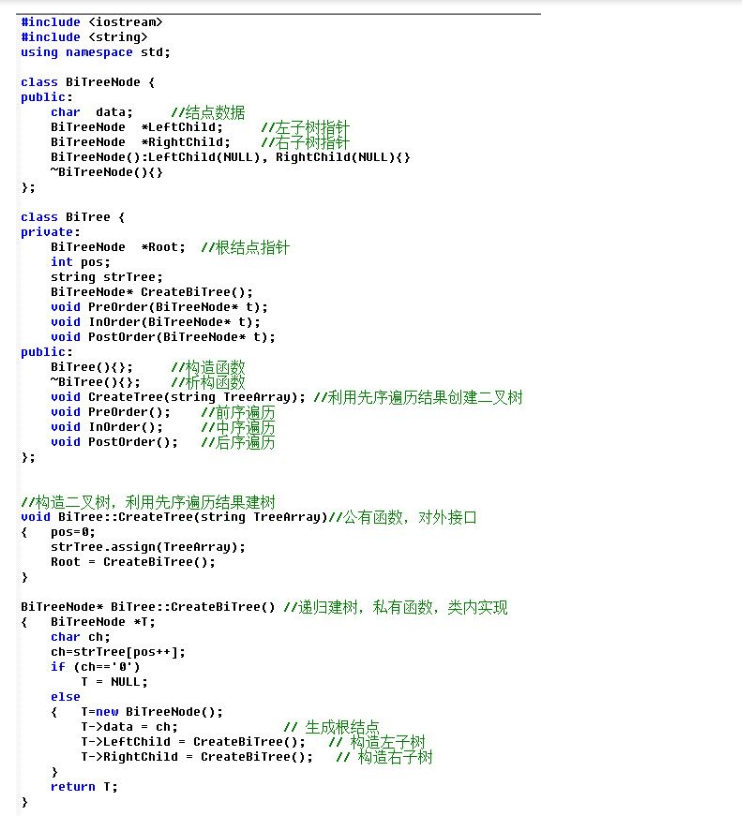 #include <iostream>
#include <string>
using namespace std;

class BiTreeNode {
public:
    char  data;     //结点数据
    BiTreeNode  *LeftChild;     //左子树指针
    BiTreeNode  *RightChild;    //右子树指针
    BiTreeNode():LeftChild(NULL), RightChild(NULL){}
    ~BiTreeNode(){}
};

class BiTree {
private:
    BiTreeNode  *Root;  //根结点指针
    int pos;
    string strTree;
    BiTreeNode* CreateBiTree();
    void PreOrder(BiTreeNode* t);
    void InOrder(BiTreeNode* t);
    void PostOrder(BiTreeNode* t);
public:
    BiTree(){};     //构造函数
    ~BiTree(){};    //析构函数
    void CreateTree(string TreeArray); //利用先序遍历结果创建二叉树
    void PreOrder();    //前序遍历
    void InOrder();     //中序遍历
    void PostOrder();   //后序遍历
};

//构造二叉树，利用先序遍历结果建树
void BiTree::CreateTree(string TreeArray)//公有函数，对外接口
{   pos=0;
    strTree.assign(TreeArray);
    Root = CreateBiTree();
}

BiTreeNode* BiTree::CreateBiTree() //递归建树，私有函数，类内实现
{   BiTreeNode *T;
    char ch;
    ch=strTree[pos++];
    if (ch=='0')
        T = NULL;
    else
    {   T=new BiTreeNode();
        T->data = ch;              // 生成根结点
        T->LeftChild = CreateBiTree();   // 构造左子树
        T->RightChild = CreateBiTree();   // 构造右子树
    }
    return T;
}